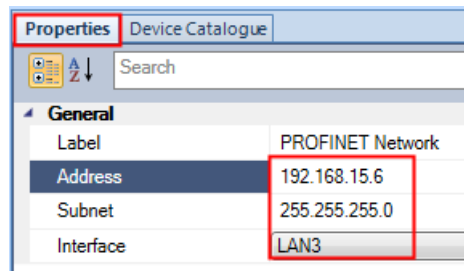 Properties Device Catalogue
Search
General
Label PROFINET Network
Address 192.168.15.6
Subnet 255.255.255.0
Interface LAN3